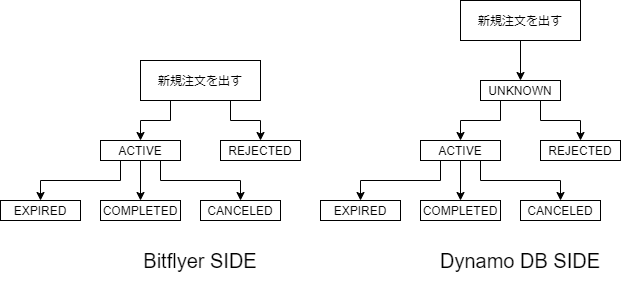 新規注文を出す
ACTIVE
REJECTED
EXPIRED
COMPLETED
CANCELED
Bitflyer SIDE
新規注文を出す
UNKNOWN
ACTIVE
REJECTED
EXPIRED
COMPLETED
CANCELED
Dynamo DB SIDE